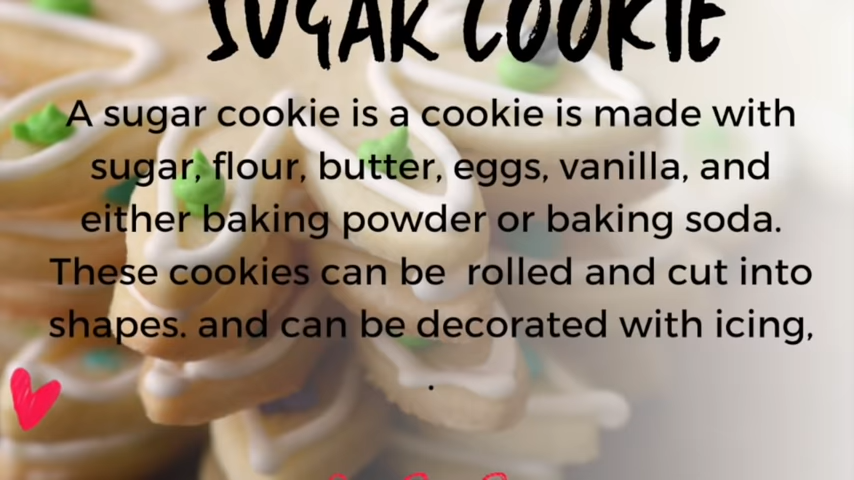 SUGAR COOKIE
A sugar cookie is a cookie is made with
sugar, flour, butter, eggs, vanilla, and
either baking powder or baking soda.
These cookies can be  rolled and cut into
shapes. and can be decorated with icing,
.